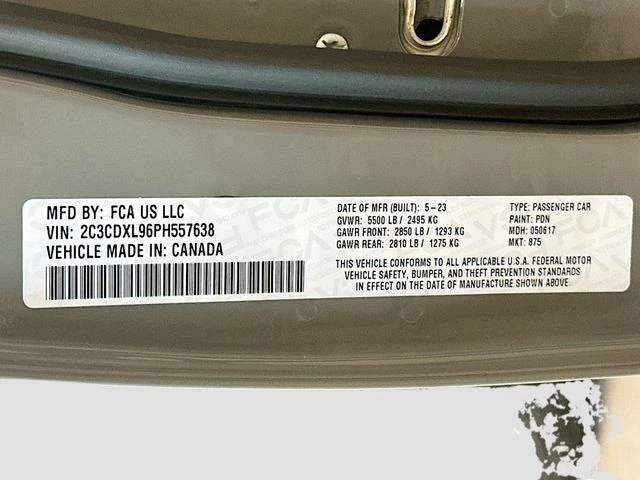 MFD BY: FCA US LLC
VIN: 2C3CDXL96PH557638
VEHICLE MADE IN: CANADA
DATE OF MFR (BUILT): 5-23
GVWR: 5500 LB / 2495 KG
GAWR FRONT: 2850 LB / 1293 KG
GAWR REAR: 2810 LB / 1275 KG
TYPE: PASSENGER CAR
PAINT: PDN
MDH: 050617
MKT: 875
THIS VEHICLE CONFORMS TO ALL APPLICABLE U.S.A. FEDERAL MOTOR
VEHICLE SAFETY, BUMPER, AND THEFT PREVENTION STANDARDS
IN EFFECT ON THE DATE OF MANUFACTURE SHOWN ABOVE.